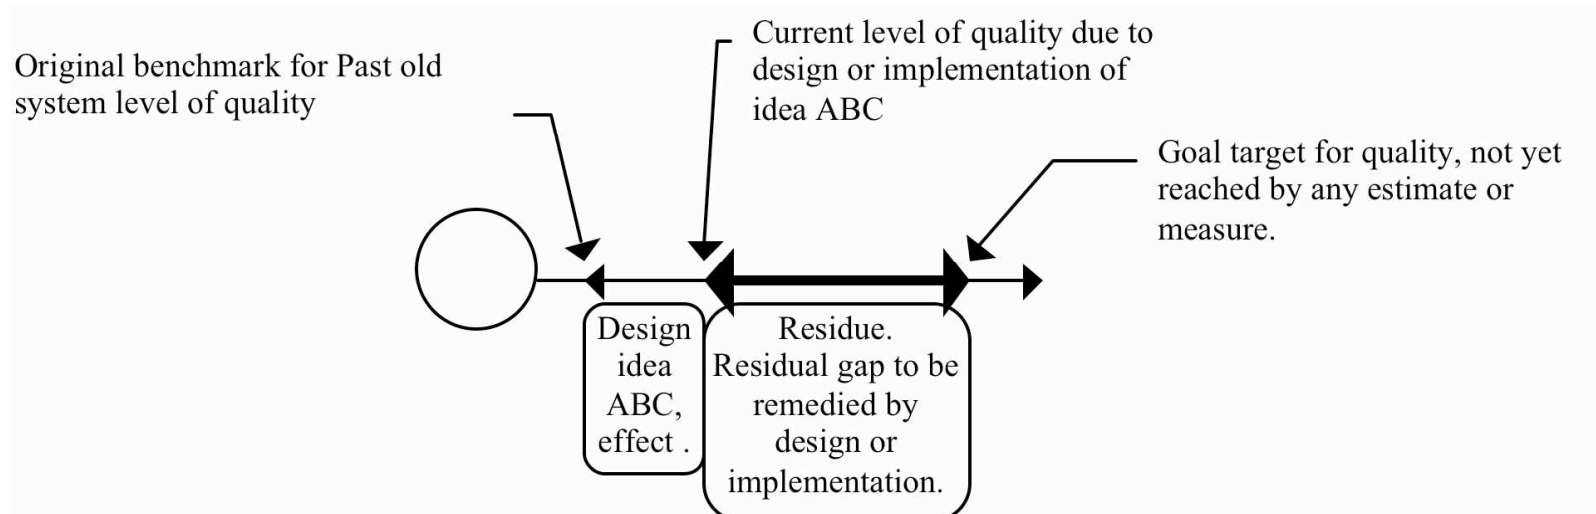 Original benchmark for Past old
system level of quality
Current level of quality due to
design or implementation of
idea ABC
Goal target for quality, not yet
reached by any estimate or
measure.
Design
idea
ABC,
effect .
Residue.
Residual gap to be
remedied by
design or
implementation.